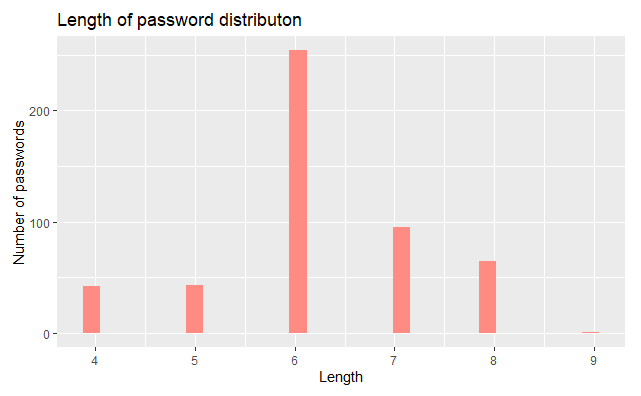 Length of password distributon
Number of passwords
200
100
0
4 5 6 7 8 9
Length